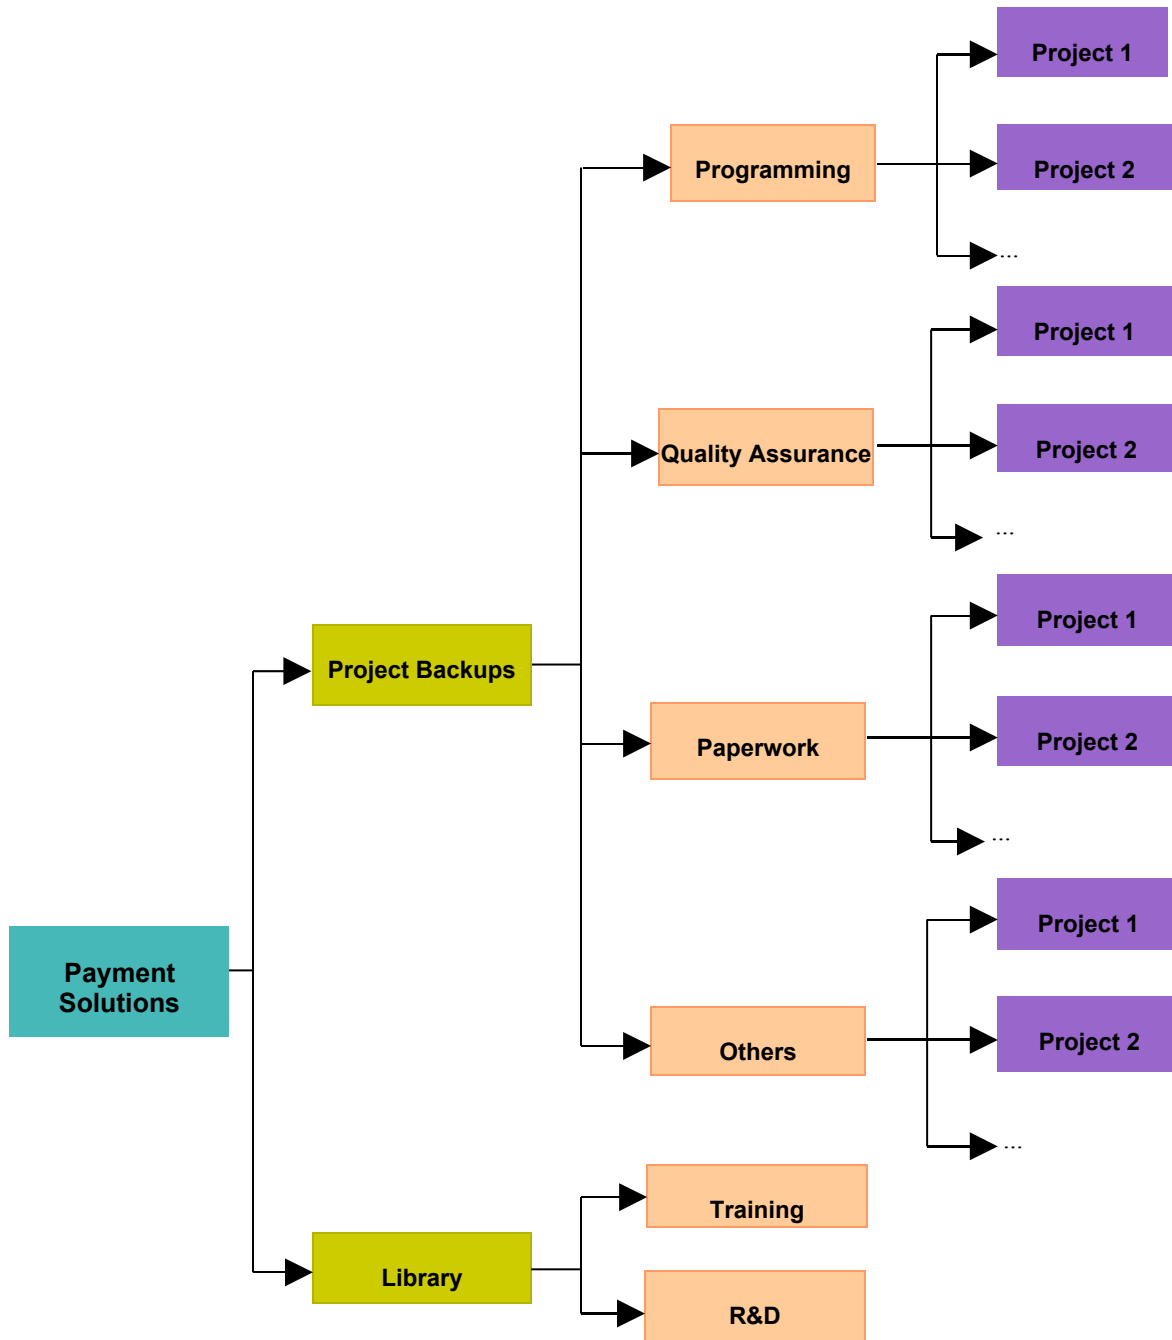 Project 1
Programming
Project 2
...
Project 1
Quality Assurance
Project 2
...
Project 1
Project Backups
Paperwork
Project 2
...
Project 1
Payment
Solutions
Others
Project 2
...
Training
Library
R&D